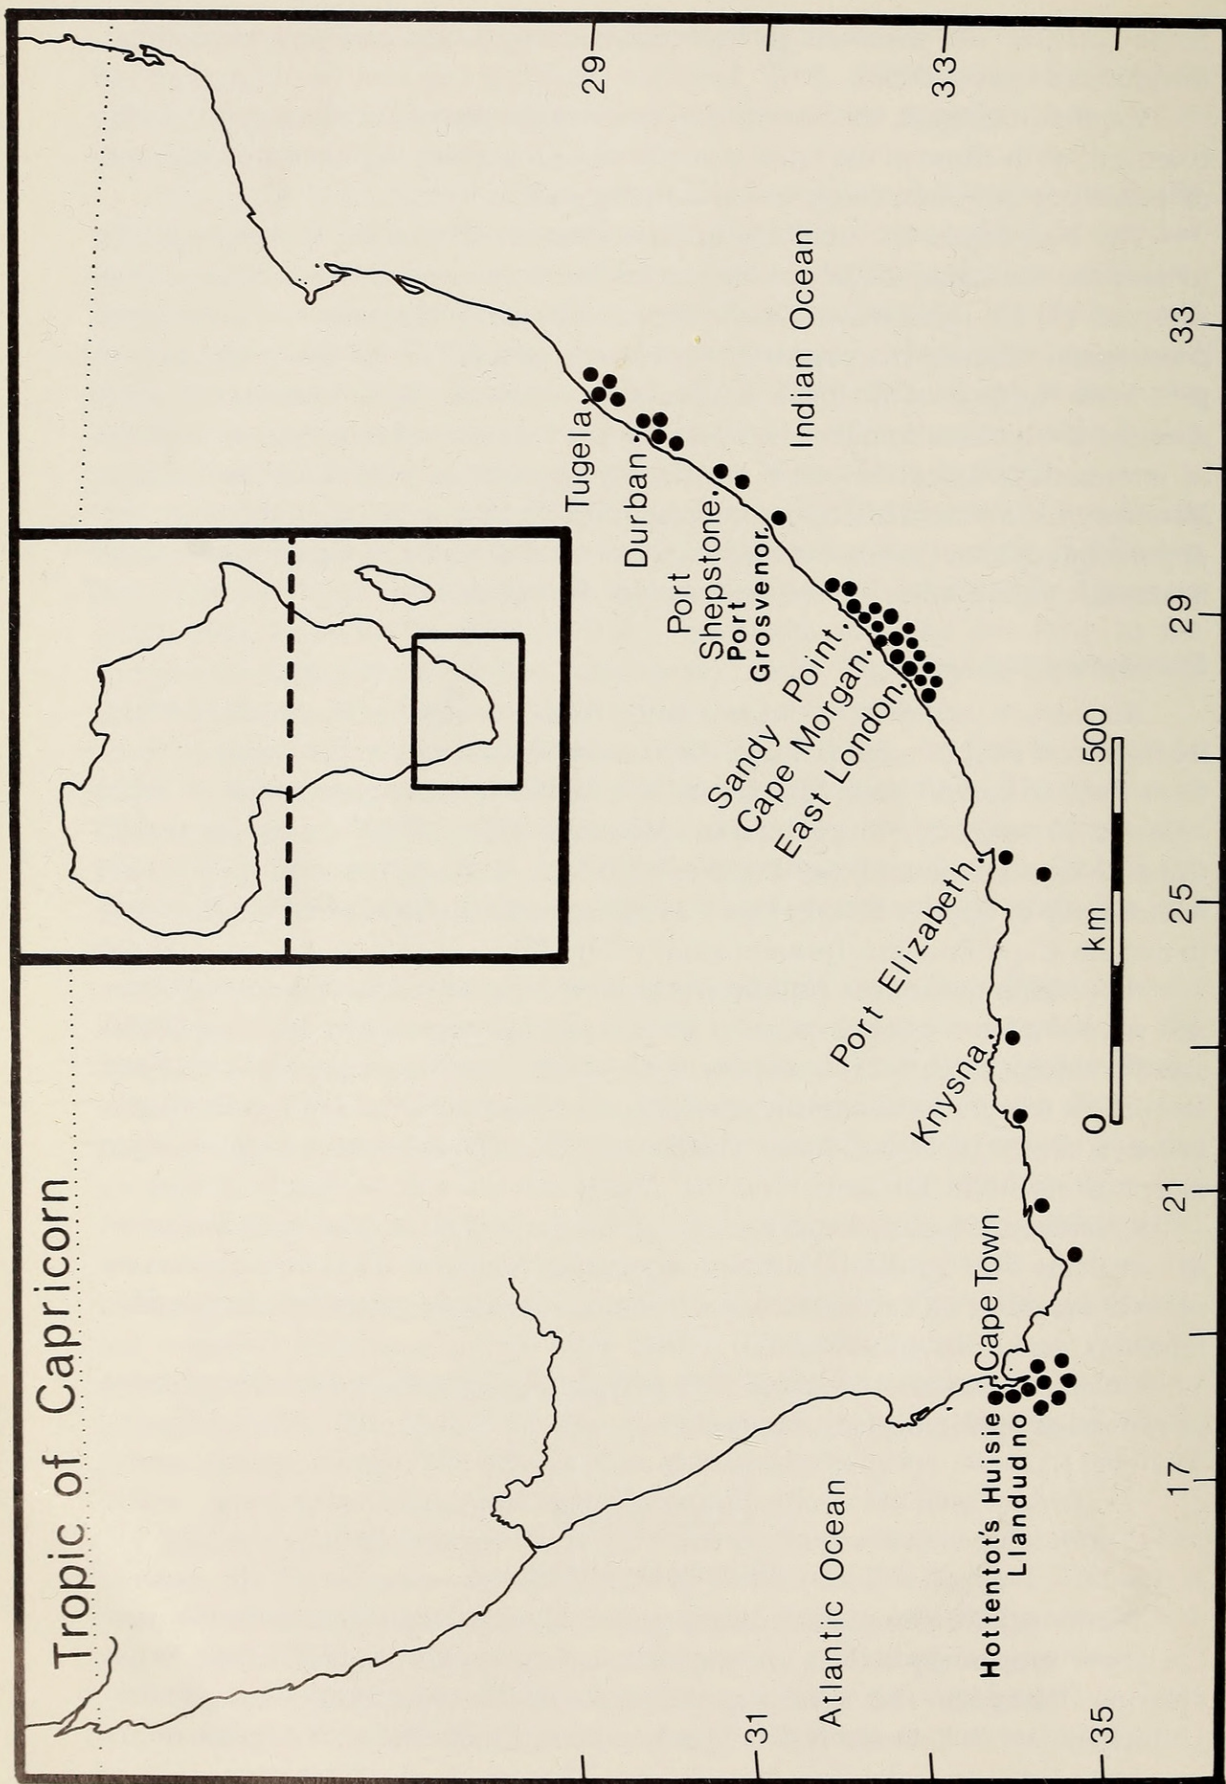 Tropic of Capricorn
29
33
Tugela
Durban
Port
Shepstone
Port
Grosvenor
Sandy Point
Cape Morgan
East London
Port Elizabeth
Knysna
Cape Town
Hottentot's Huisie
Llandudno
Atlantic Ocean
Indian Ocean
0 km 500
31
35
17
21
25
29
33